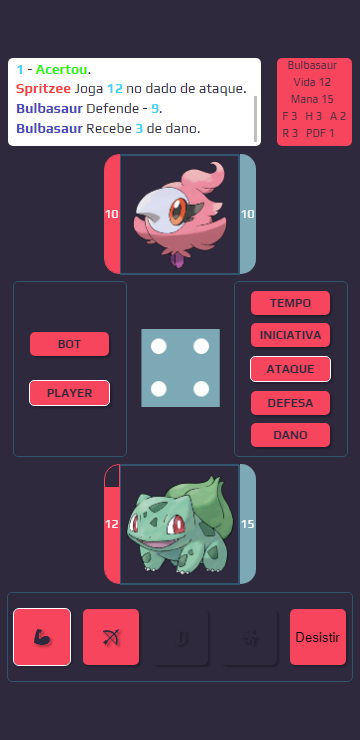 1 - Acertou.
Spritzee Joga 12 no dado de ataque.
Bulbasaur Defende - 9.
Bulbasaur Recebe 3 de dano.
Bulbasaur
Vida 12
Mana 15
F 3 H 3 A 2
R 3 PDF 1
10
10
BOT
PLAYER
TEMPO
INICIATIVA
ATAQUE
DEFESA
DANO
12
15
Desistir